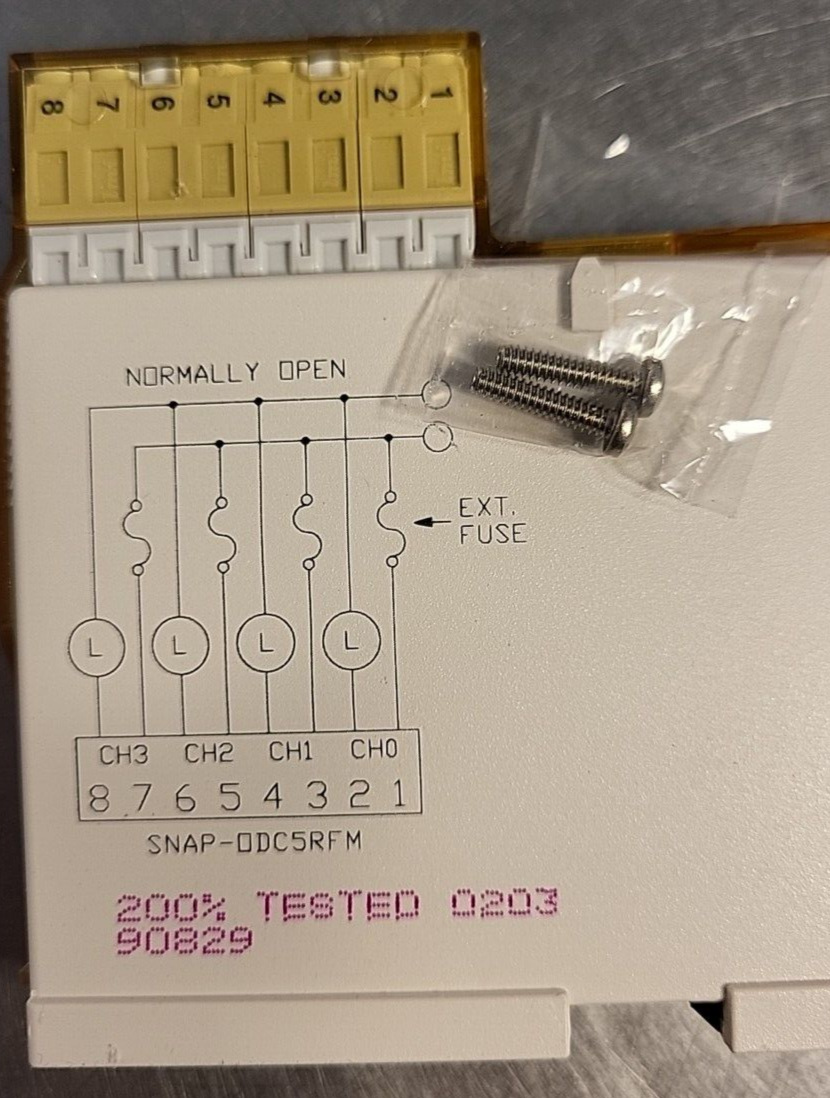 8 7 6 5 4 3 2 1
NORMALLY OPEN
EXT.
FUSE
L L L L
CH3 CH2 CH1 CH0
8 7 6 5 4 3 2 1
SNAP-ODC5RFM
200% TESTED 0203
90829